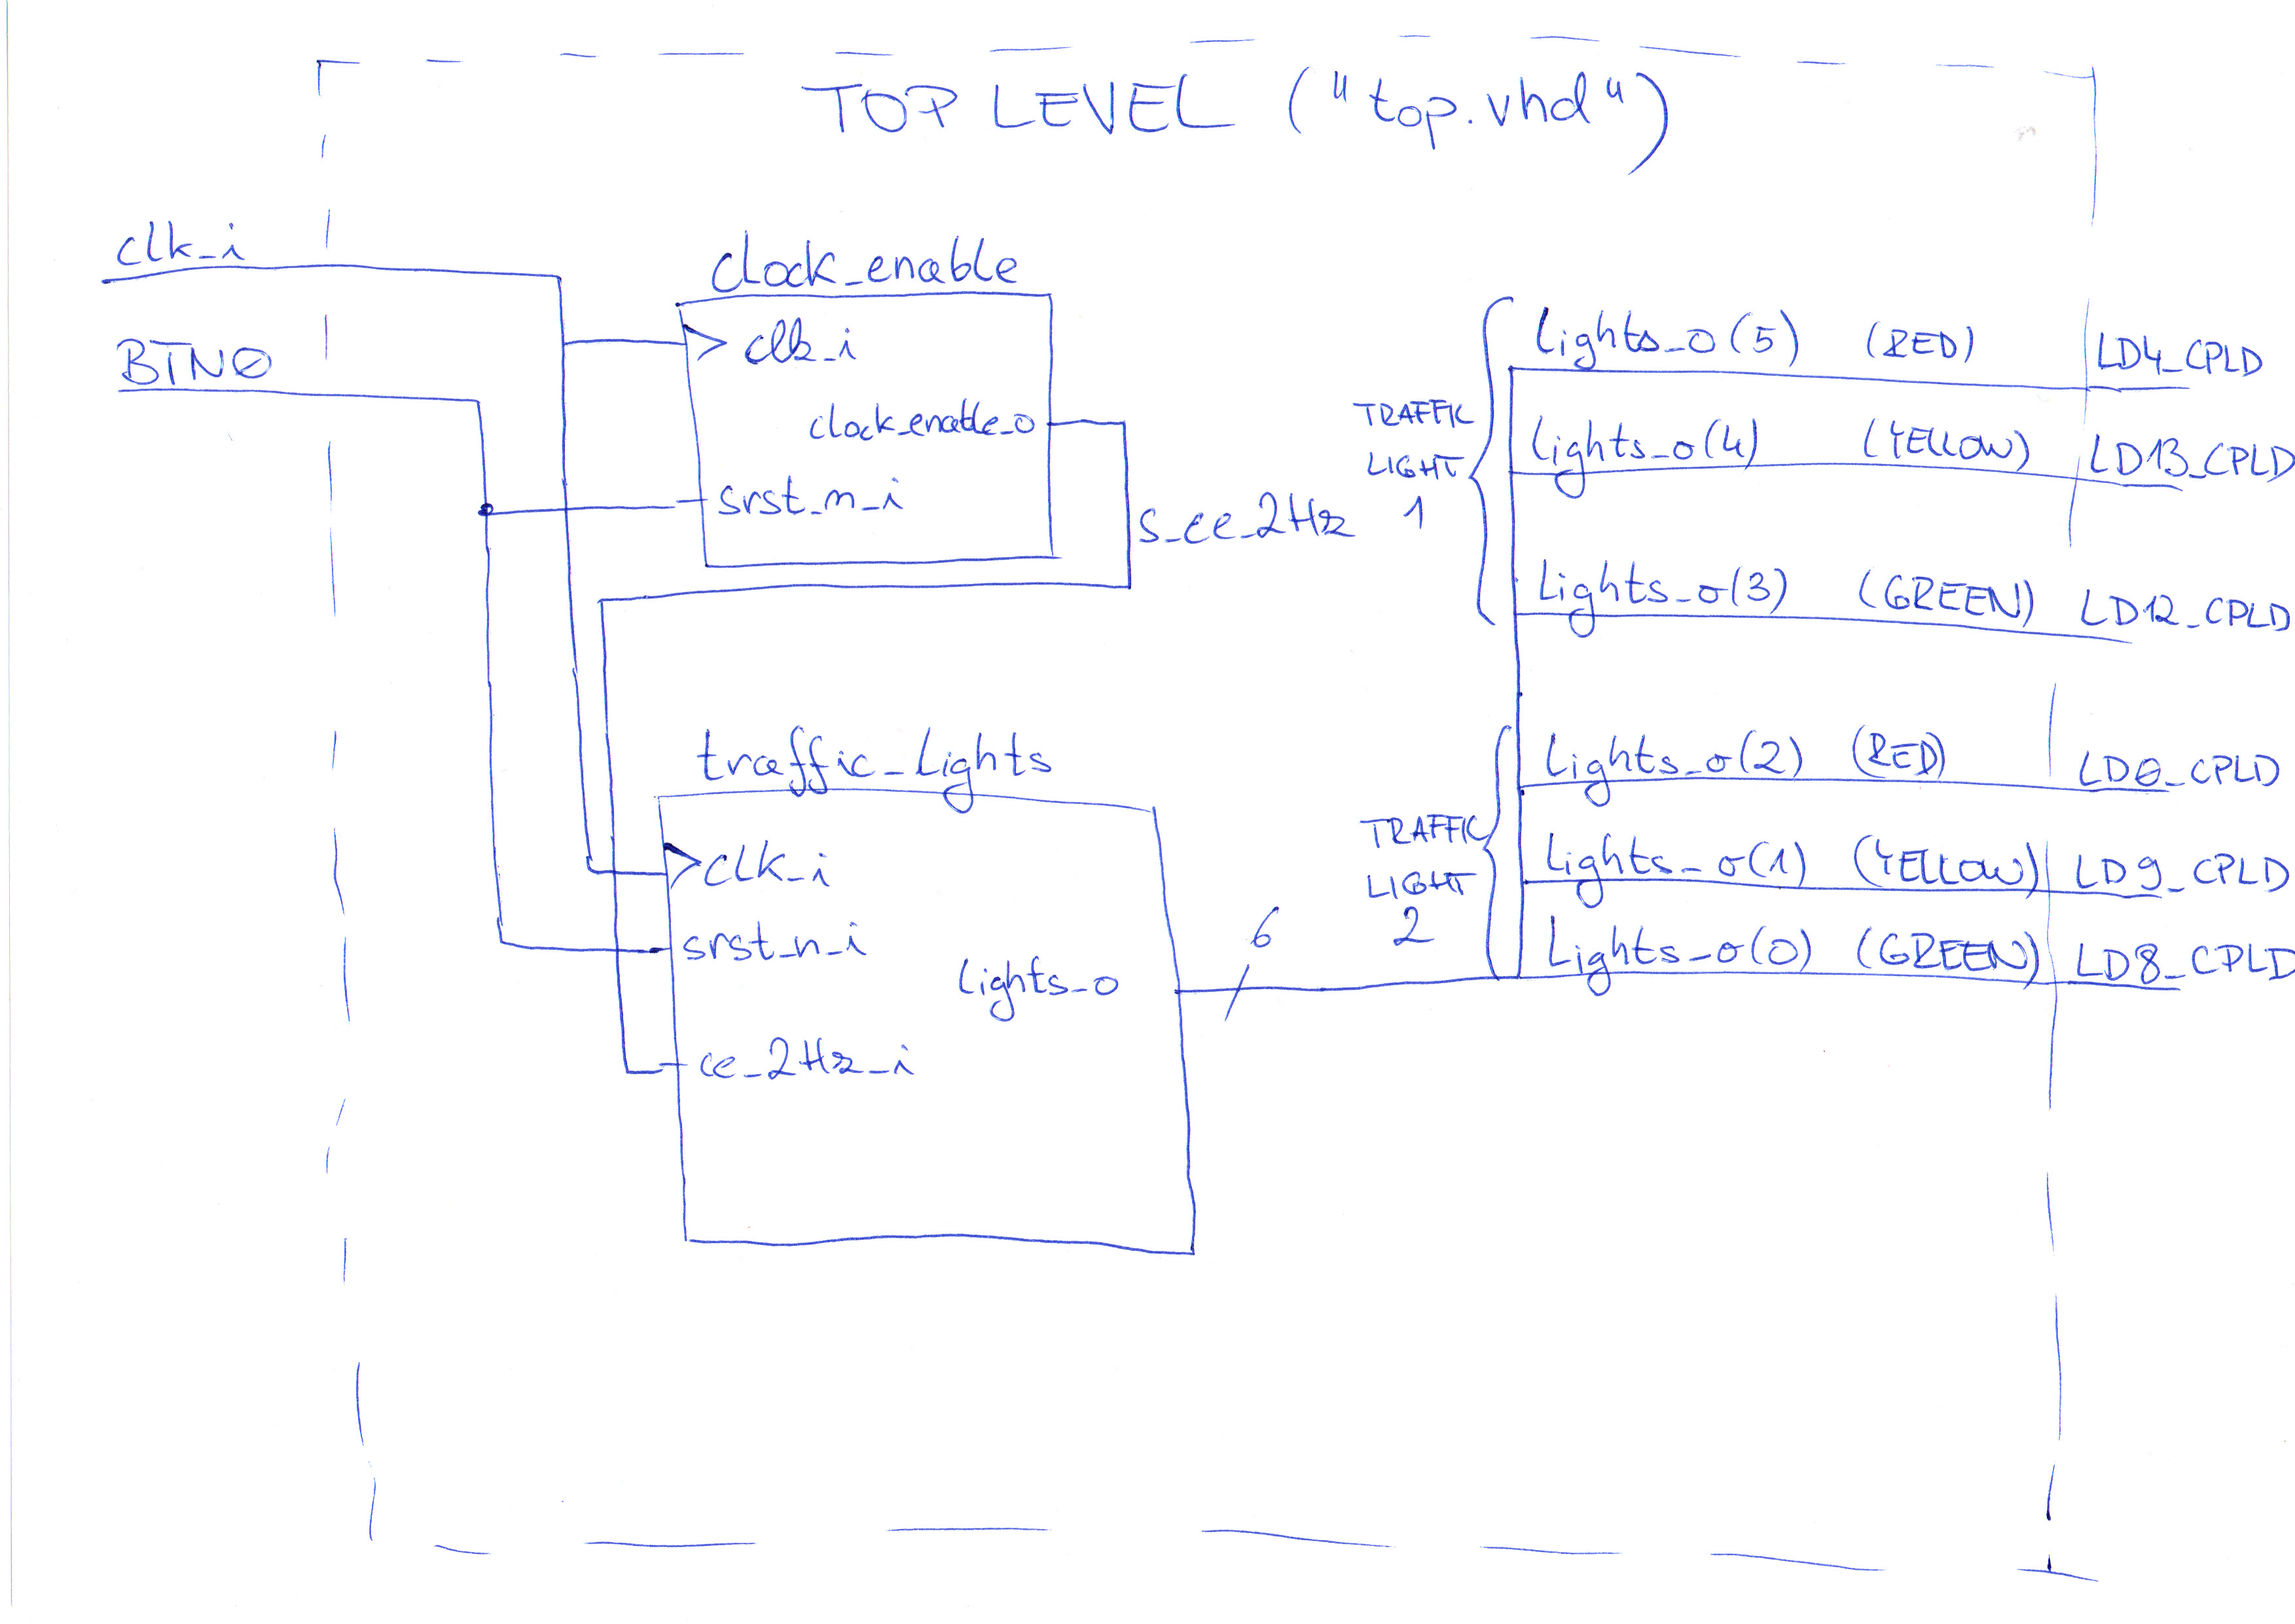 TOP LEVEL ("top.vhd")
clk_i
BTN0
clock_enable
clk_i
clock_enable_o
srst_n_i
s_ce_2Hz
traffic_lights
clk_i
srst_n_i
lights_o
ce_2Hz_i
6
TRAFFIC
LIGHT
1
lights_o(5) (RED) LD4_CPLD
lights_o(4) (YELLOW) LD13_CPLD
lights_o(3) (GREEN) LD12_CPLD
TRAFFIC
LIGHT
2
lights_o(2) (RED) LD0_CPLD
lights_o(1) (YELLOW) LD9_CPLD
lights_o(0) (GREEN) LD8_CPLD